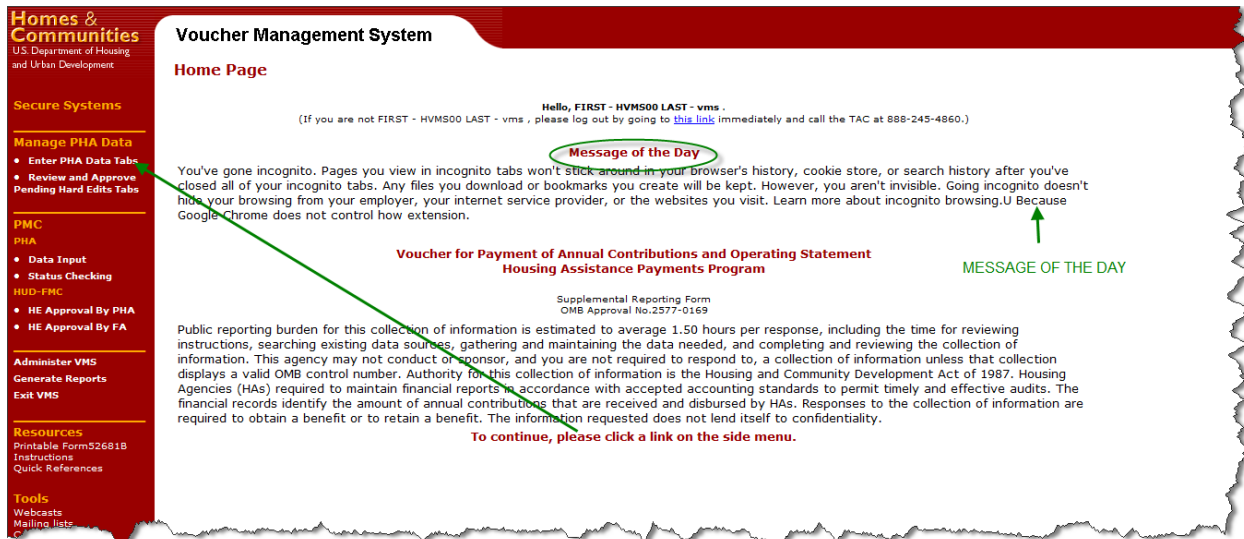 Homes &
Communities
U.S. Department of Housing
and Urban Development
Secure Systems
Manage PHA Data
• Enter PHA Data Tabs
• Review and Approve
Pending Hard Edits Tabs
PMC
PHA
• Data Input
• Status Checking
HUD-FMC
• HE Approval By PHA
• HE Approval By FA
Administer VMS
Generate Reports
Exit VMS
Resources
Printable Form52681B
Instructions
Quick References
Tools
Webcasts
Mailing lists
Voucher Management System
Home Page
Hello, FIRST - HVMS00 LAST - vms .
(If you are not FIRST - HVMS00 LAST - vms , please log out by going to this link immediately and call the TAC at 888-245-4860.)
Message of the Day
You've gone incognito. Pages you view in incognito tabs won't stick around in your browser's history, cookie store, or search history after you've
closed all of your incognito tabs. Any files you download or bookmarks you create will be kept. However, you aren't invisible. Going incognito doesn't
hide your browsing from your employer, your internet service provider, or the websites you visit. Learn more about incognito browsing.U Because
Google Chrome does not control how extension.
MESSAGE OF THE DAY
Voucher for Payment of Annual Contributions and Operating Statement
Housing Assistance Payments Program
Supplemental Reporting Form
OMB Approval No.2577-0169
Public reporting burden for this collection of information is estimated to average 1.50 hours per response, including the time for reviewing
instructions, searching existing data sources, gathering and maintaining the data needed, and completing and reviewing the collection of
information. This agency may not conduct or sponsor, and you are not required to respond to, a collection of information unless that collection
displays a valid OMB control number. Authority for this collection of information is the Housing and Community Development Act of 1987. Housing
Agencies (HAs) required to maintain financial reports in accordance with accepted accounting standards to permit timely and effective audits. The
financial records identify the amount of annual contributions that are received and disbursed by HAs. Responses to the collection of information are
required to obtain a benefit or to retain a benefit. The information requested does not lend itself to confidentiality.
To continue, please click a link on the side menu.